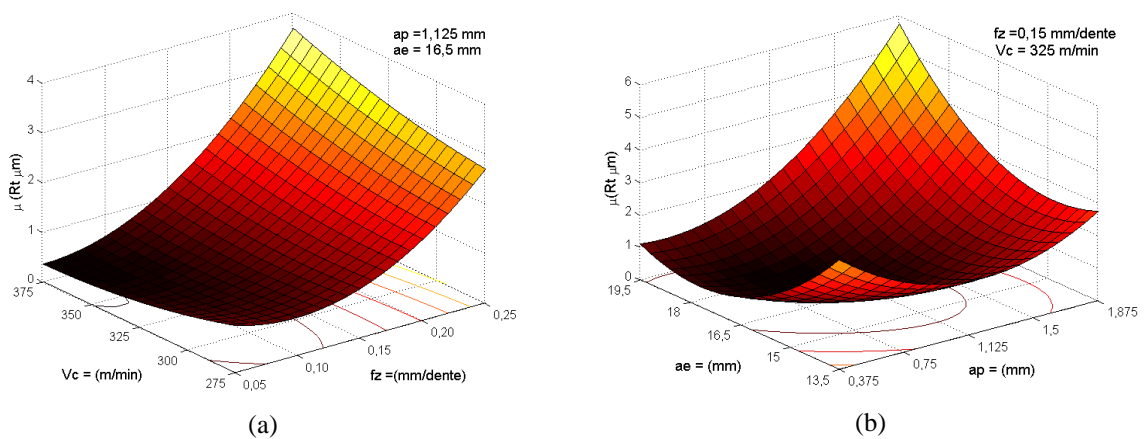 ap =1,125 mm
ae = 16,5 mm
4
3
2
1
0
μ (Rt μm)
375
350
325
300
275
Vc = (m/min)
0,05
0,10
0,15
0,20
0,25
fz =(mm/dente)
(a)
fz =0,15 mm/dente
Vc = 325 m/min
6
5
4
3
2
1
0
μ(Rt μm)
19,5
18
16,5
15
13,5
ae = (mm)
0,375
0,75
1,125
1,5
1,875
ap = (mm)
(b)